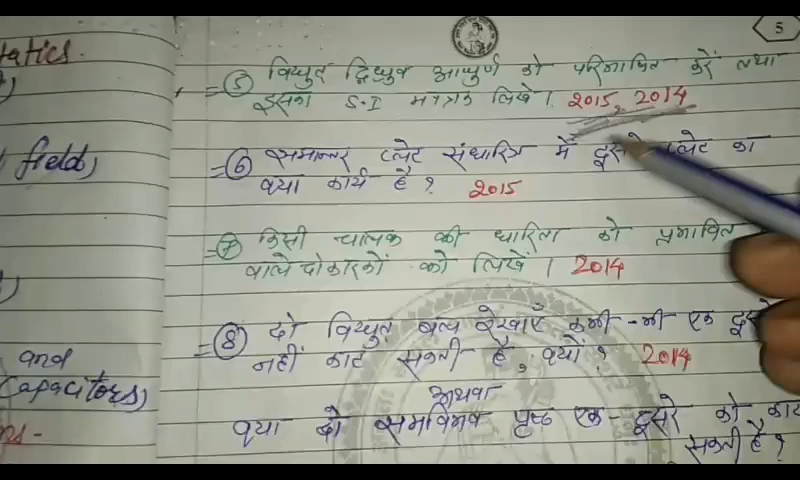 5
tatics.
⑤ विद्युत द्विध्रुव आघुर्ण को परिभाषित करें तथा
इसका S.I मात्रक लिखें। 2015, 2014
field)
⑥ समान्तर प्लेट संधारित्र में दूसरे प्लेट का
क्या कार्य है? 2015
⑦ किसी चालक की धारिता को प्रभावित
वाले दो कारकों को लिखें। 2014
⑧ दो विद्युत बल रेखाएँ कभी-भी एक दूसरे
नहीं काट सकती है, क्यों? 2014
and
Capacitors)
अथवा
क्या दो समविभव पृष्ठ एक-दूसरे को काट
सकती है?